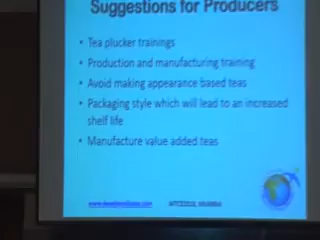 Suggestions for Producers
• Tea plucker trainings
• Production and manufacturing training
• Avoid making appearance based teas
• Packaging style which will lead to an increased
shelf life
• Manufacture value added teas